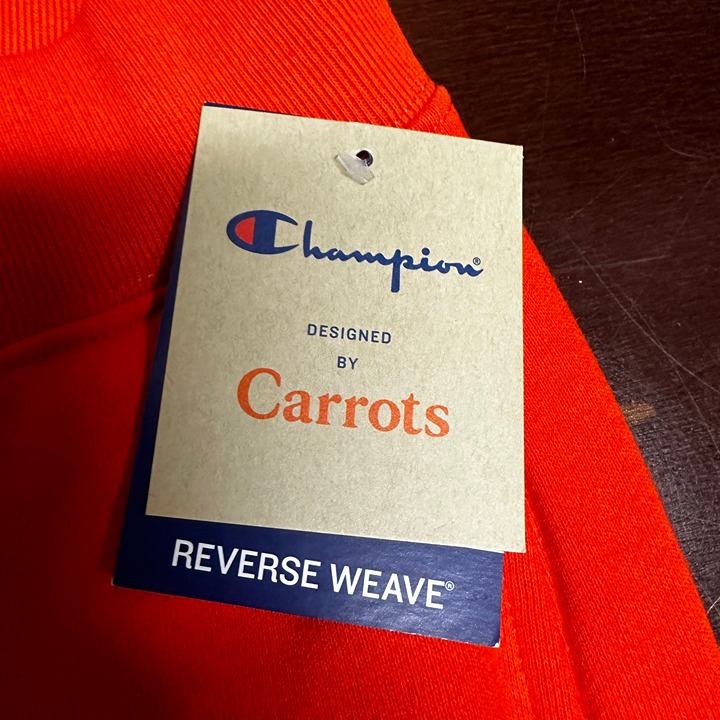 Champion®
DESIGNED
BY
Carrots
REVERSE WEAVE®